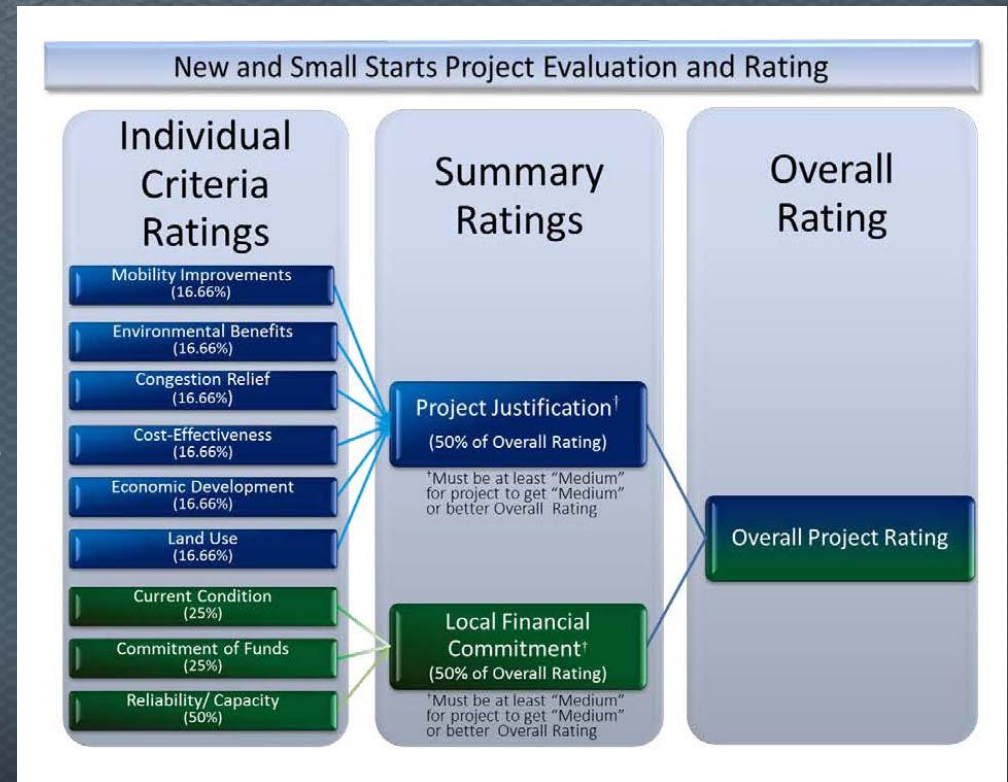 New and Small Starts Project Evaluation and Rating
Individual
Criteria
Ratings
Mobility Improvements
(16.66%)
Environmental Benefits
(16.66%)
Congestion Relief
(16.66%)
Cost-Effectiveness
(16.66%)
Economic Development
(16.66%)
Land Use
(16.66%)
Current Condition
(25%)
Commitment of Funds
(25%)
Reliability/ Capacity
(50%)
Summary
Ratings
Project Justification†
(50% of Overall Rating)
†Must be at least “Medium”
for project to get “Medium”
or better Overall Rating
Local Financial
Commitment†
(50% of Overall Rating)
†Must be at least “Medium”
for project to get “Medium”
or better Overall Rating
Overall
Rating
Overall Project Rating